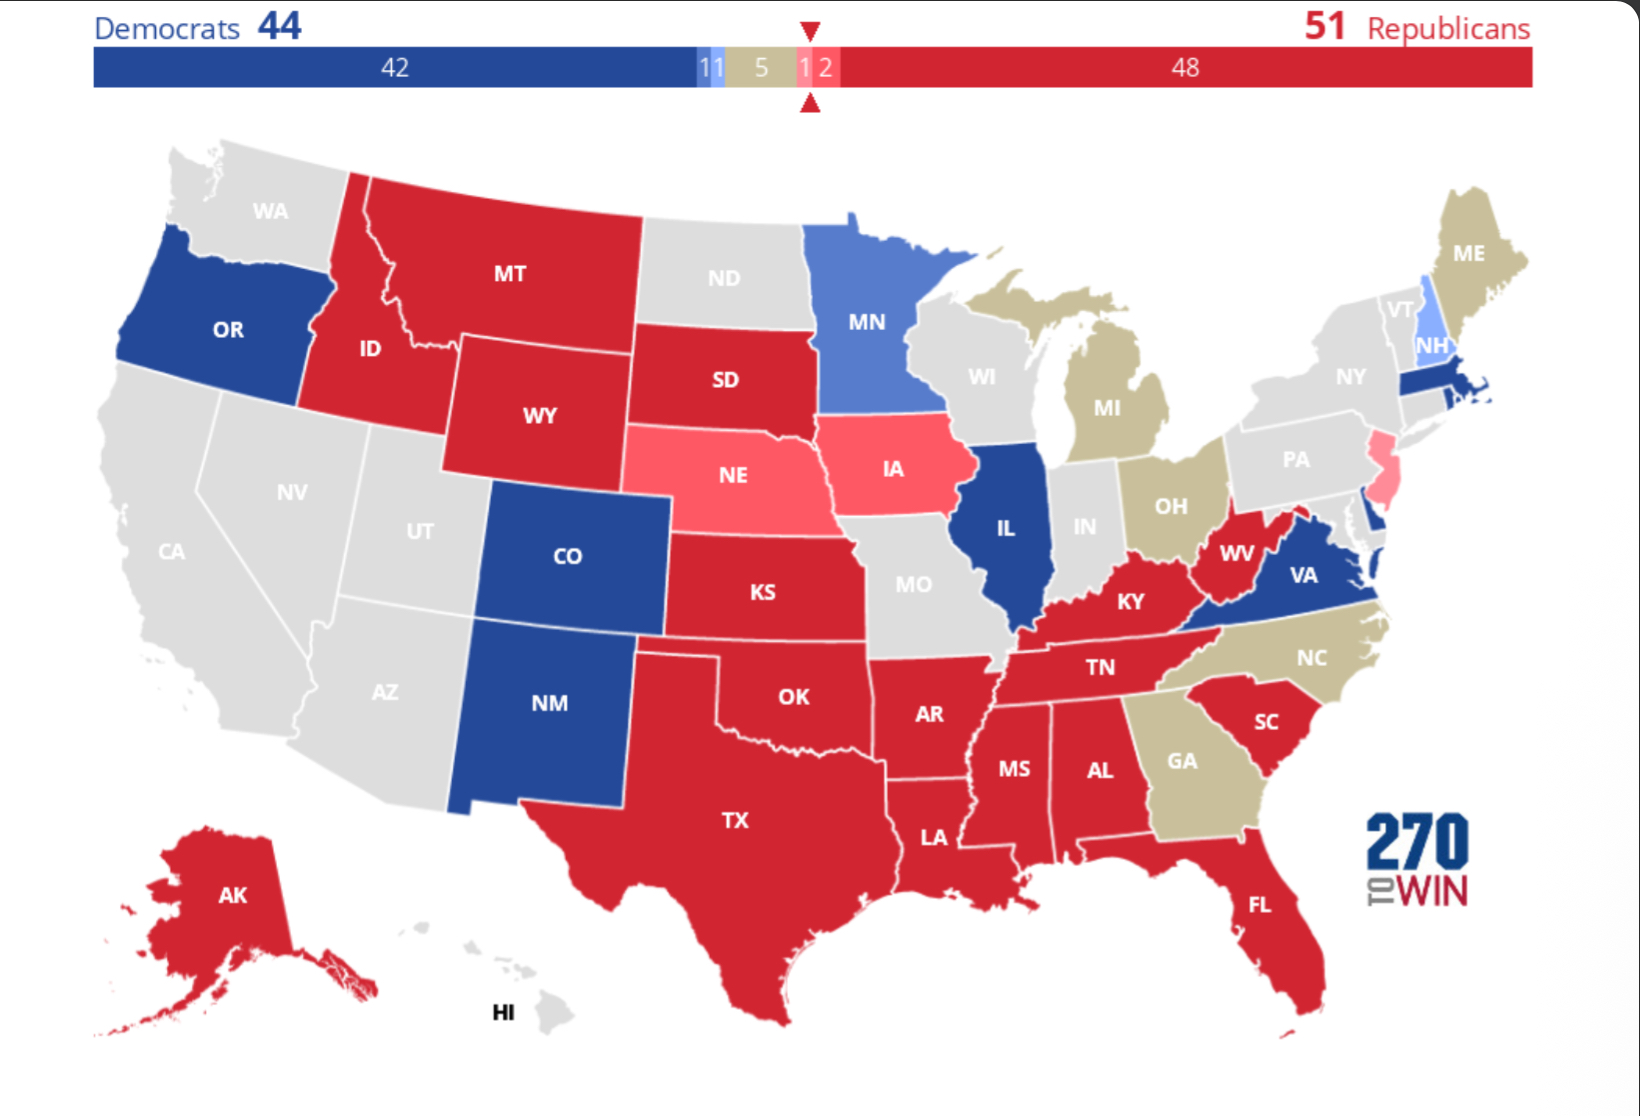 Democrats 44
51 Republicans
42 1 1 5 1 2 48
WA
MT
ND
MN
ME
VT
NH
OR
ID
SD
WI
NY
WY
MI
NE
IA
PA
NV
UT
CO
IL
IN
OH
CA
KS
MO
WV
VA
KY
NC
AZ
NM
OK
AR
TN
SC
MS
AL
GA
TX
LA
AK
FL
HI
270
TO WIN